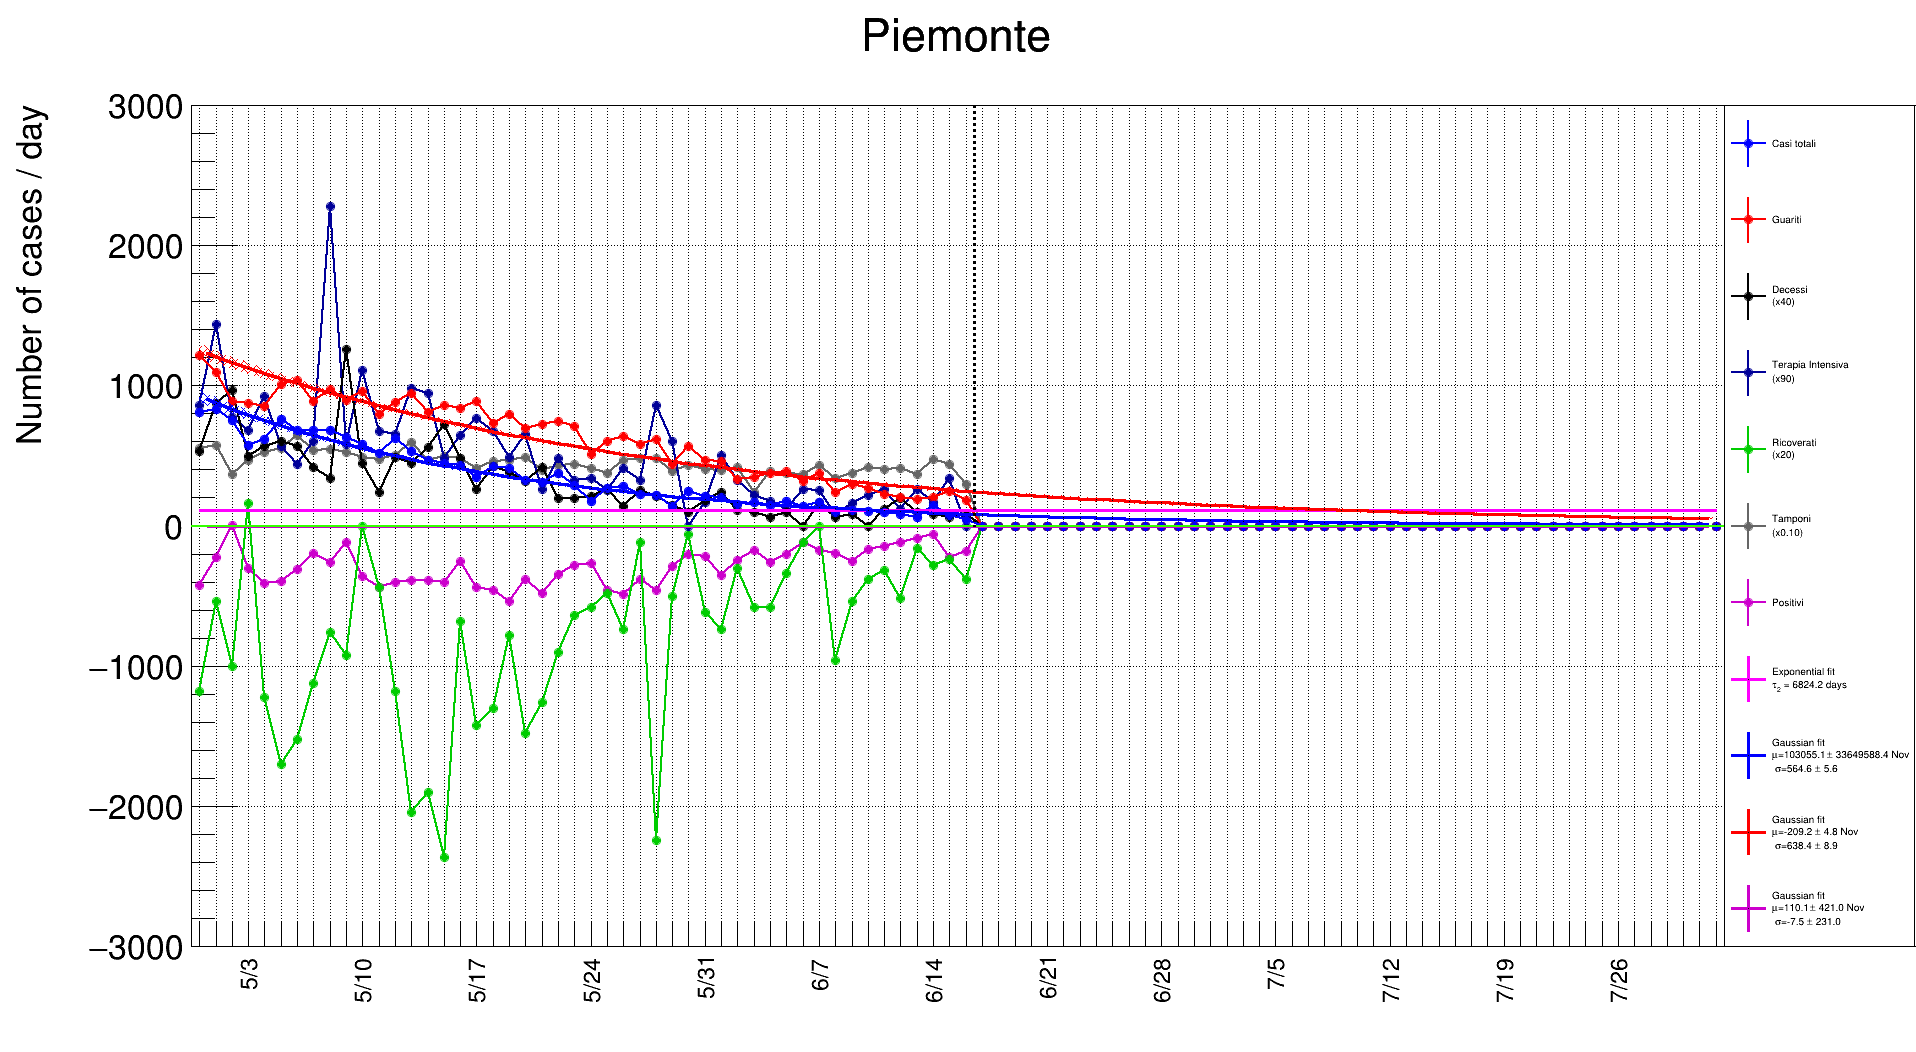 Piemonte
Number of cases / day
3000
2000
1000
0
−1000
−2000
−3000
5/3
5/10
5/17
5/24
5/31
6/7
6/14
6/21
6/28
7/5
7/12
7/19
7/26
Casi totali
Guariti
Decessi
(x40)
Terapia Intensiva
(x90)
Ricoverati
(x20)
Tamponi
(x0.10)
Positivi
Exponential fit
τ2 = 6824.2 days
Gaussian fit
μ=103055.1± 33649588.4 Nov
σ=564.6 ± 5.6
Gaussian fit
μ=-209.2 ± 4.8 Nov
σ=638.4 ± 8.9
Gaussian fit
μ=110.1± 421.0 Nov
σ=-7.5 ± 231.0